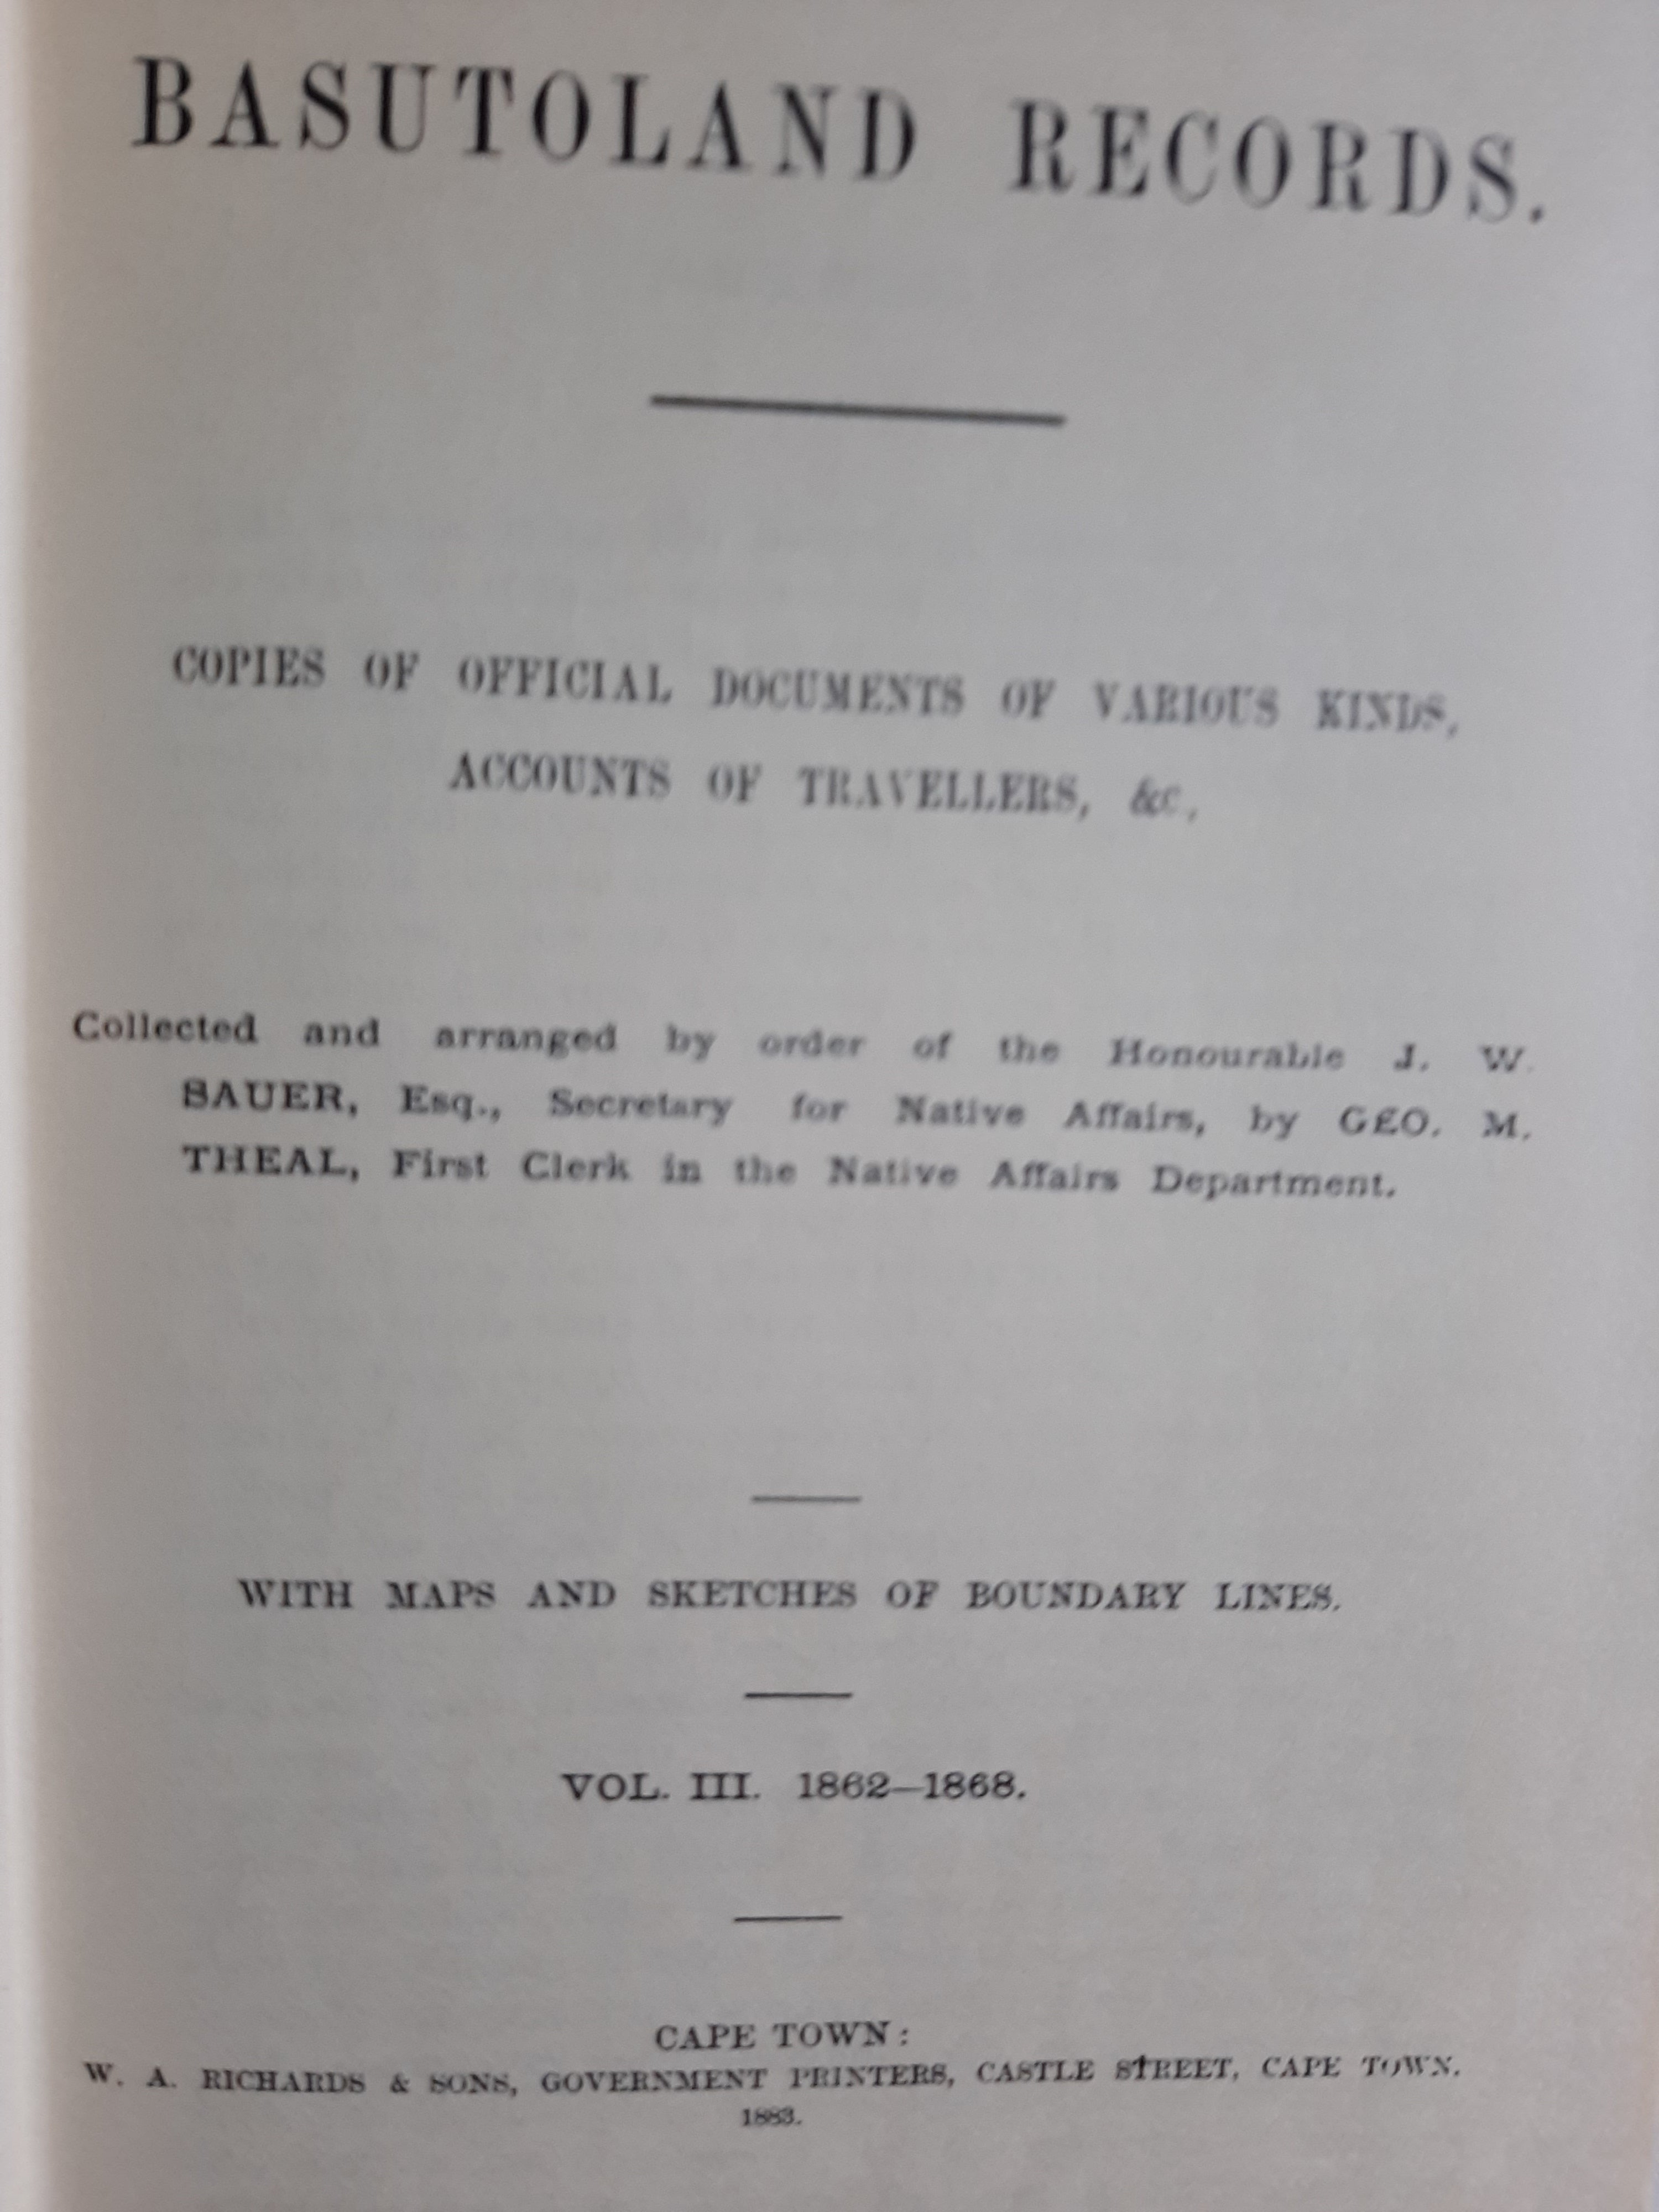 BASUTOLAND RECORDS.
COPIES OF OFFICIAL DOCUMENTS OF VARIOUS KINDS,
ACCOUNTS OF TRAVELLERS, &c.,
Collected and arranged by order of the Honourable J. W.
SAUER, Esq., Secretary for Native Affairs, by GEO. M.
THEAL, First Clerk in the Native Affairs Department.
WITH MAPS AND SKETCHES OF BOUNDARY LINES.
VOL. III. 1862—1868.
CAPE TOWN:
W. A. RICHARDS & SONS, GOVERNMENT PRINTERS, CASTLE STREET, CAPE TOWN.
1883.